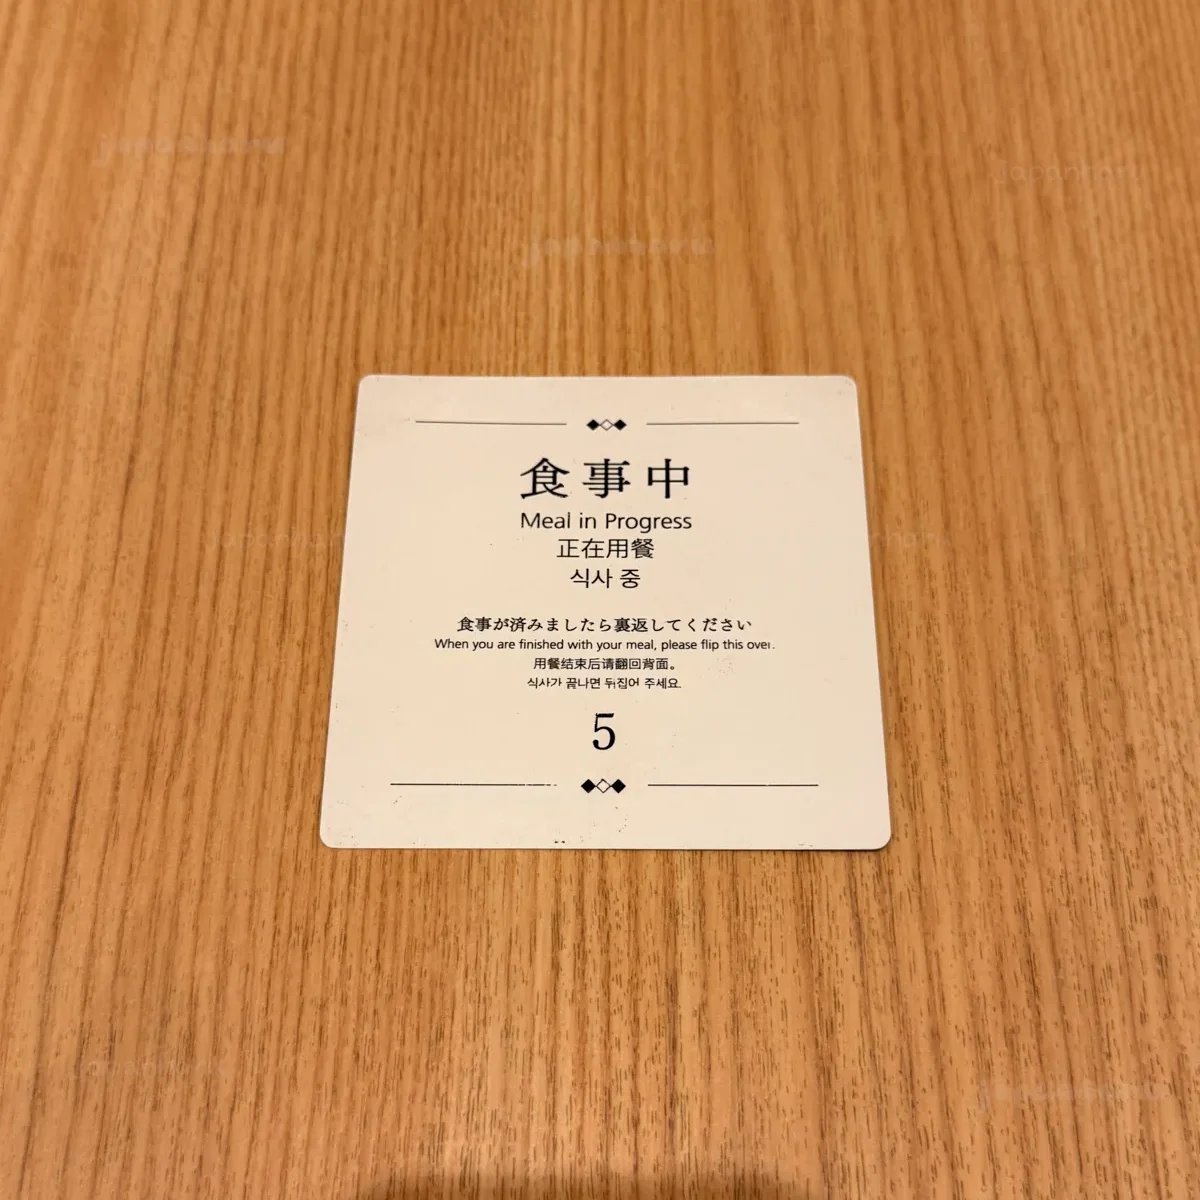 食事中
Meal in Progress
正在用餐
식사 중
食事が済みましたら裏返してください
When you are finished with your meal, please flip this over.
用餐结束后请翻回背面。
식사가 끝나면 뒤집어 주세요.
5